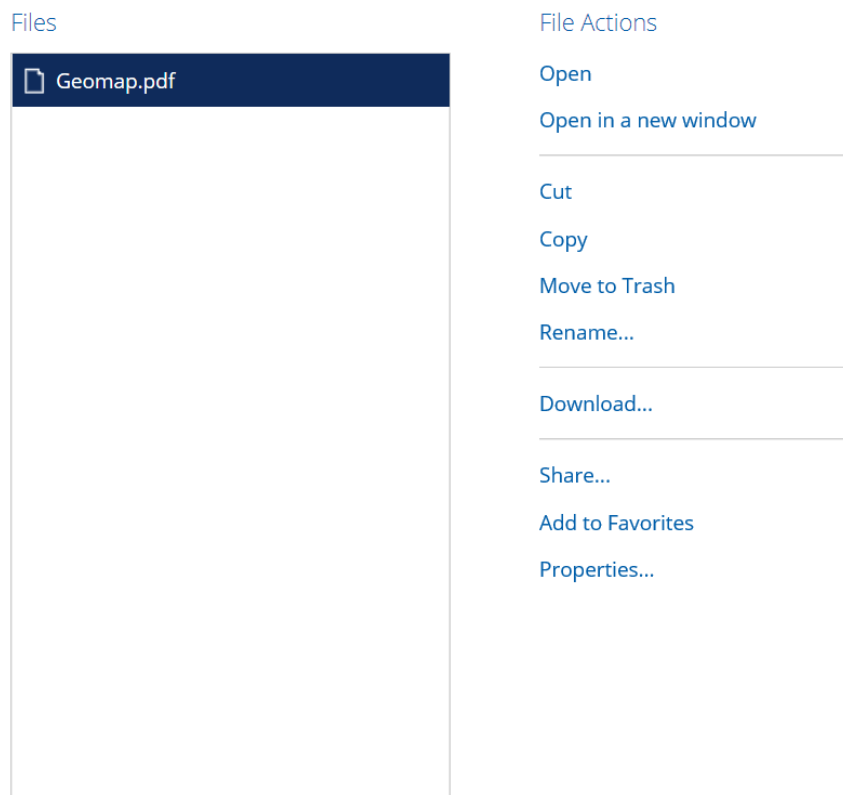 Files
Geomap.pdf
File Actions
Open
Open in a new window
Cut
Copy
Move to Trash
Rename...
Download...
Share...
Add to Favorites
Properties...